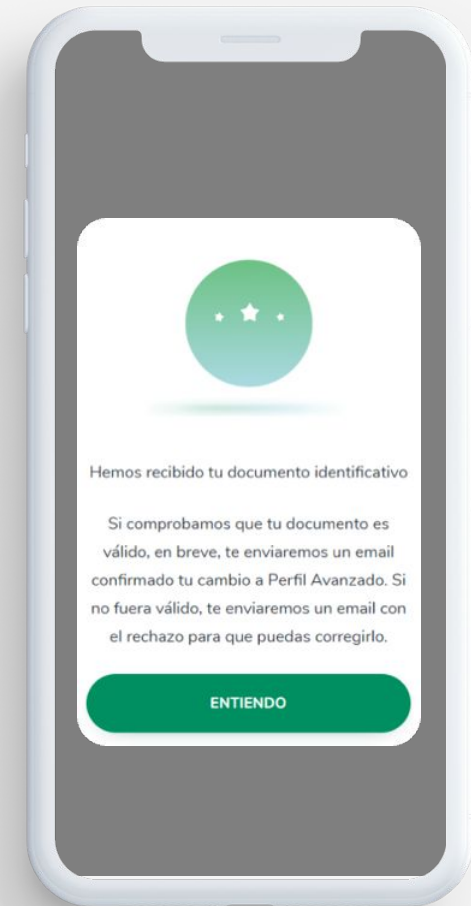 Hemos recibido tu documento identificativo
Si comprobamos que tu documento es
válido, en breve, te enviaremos un email
confirmado tu cambio a Perfil Avanzado. Si
no fuera válido, te enviaremos un email con
el rechazo para que puedas corregirlo.
ENTIENDO